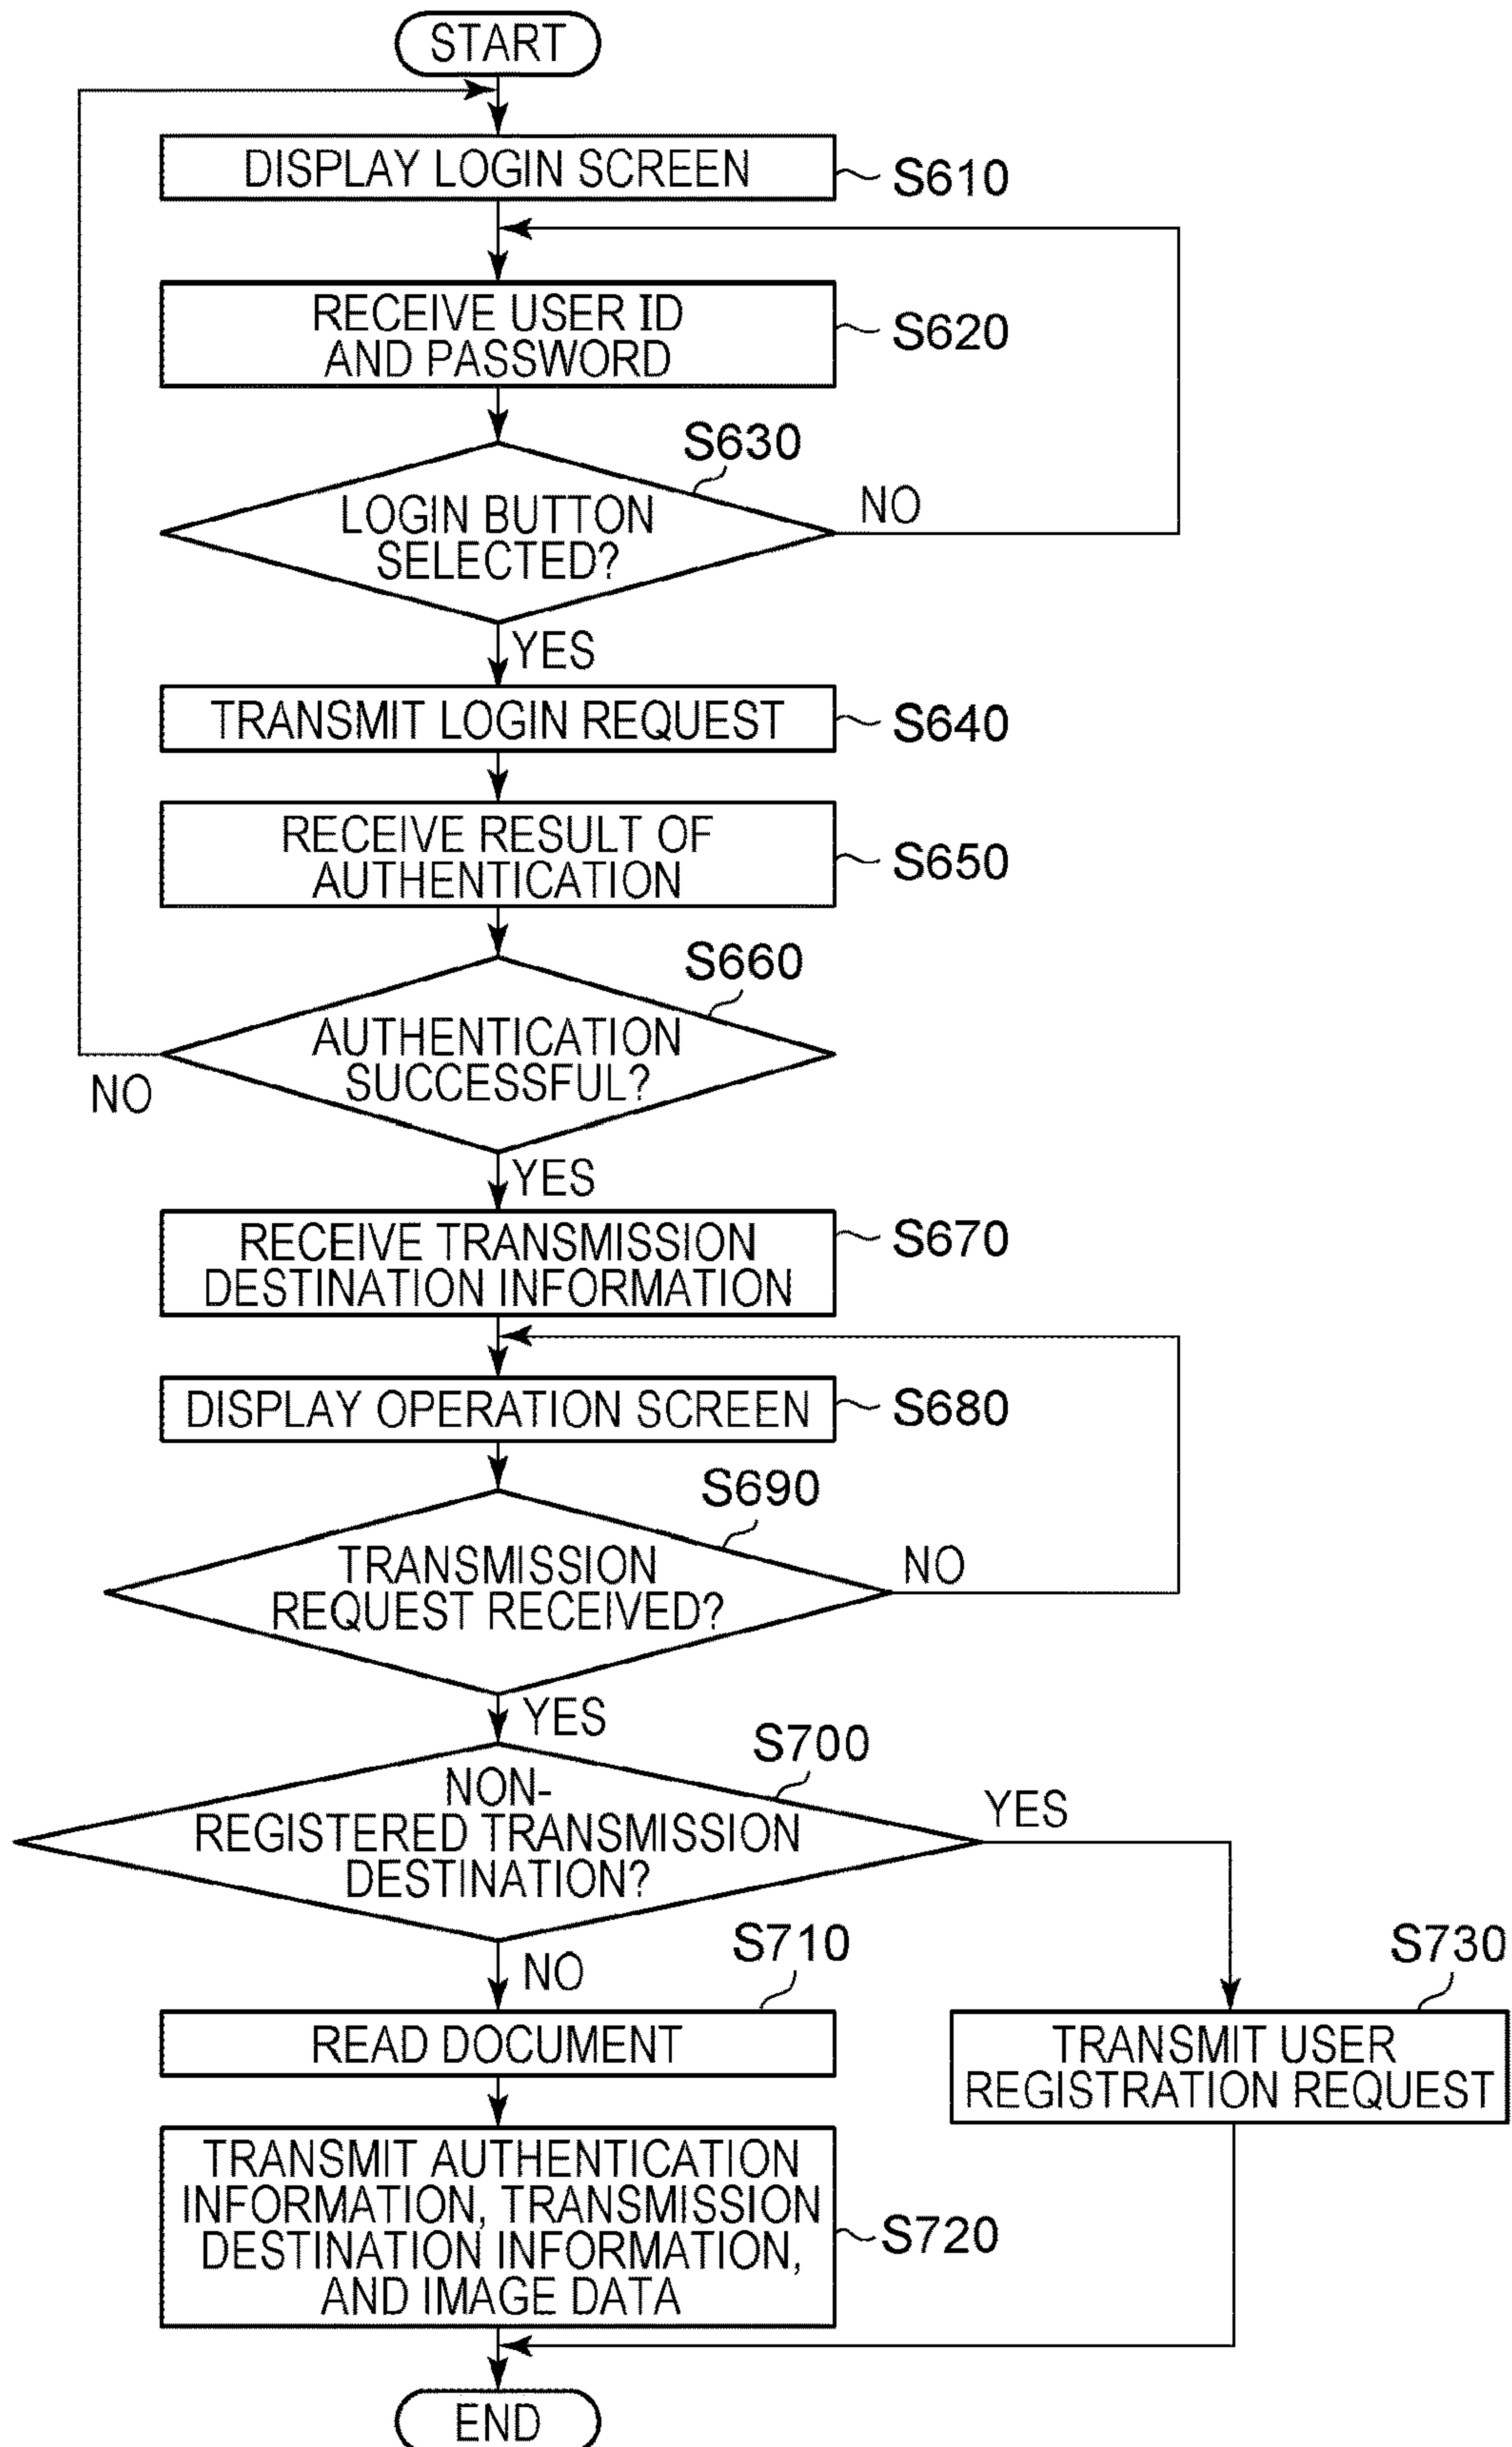 START
DISPLAY LOGIN SCREEN
S610
RECEIVE USER ID
AND PASSWORD
S620
S630
LOGIN BUTTON
SELECTED?
NO
YES
TRANSMIT LOGIN REQUEST
S640
RECEIVE RESULT OF
AUTHENTICATION
S650
S660
AUTHENTICATION
SUCCESSFUL?
NO
YES
RECEIVE TRANSMISSION
DESTINATION INFORMATION
S670
DISPLAY OPERATION SCREEN
S680
S690
TRANSMISSION
REQUEST RECEIVED?
NO
YES
S700
NON-
REGISTERED TRANSMISSION
DESTINATION?
YES
NO
S710
READ DOCUMENT
S730
TRANSMIT USER
REGISTRATION REQUEST
TRANSMIT AUTHENTICATION
INFORMATION, TRANSMISSION
DESTINATION INFORMATION,
AND IMAGE DATA
S720
END